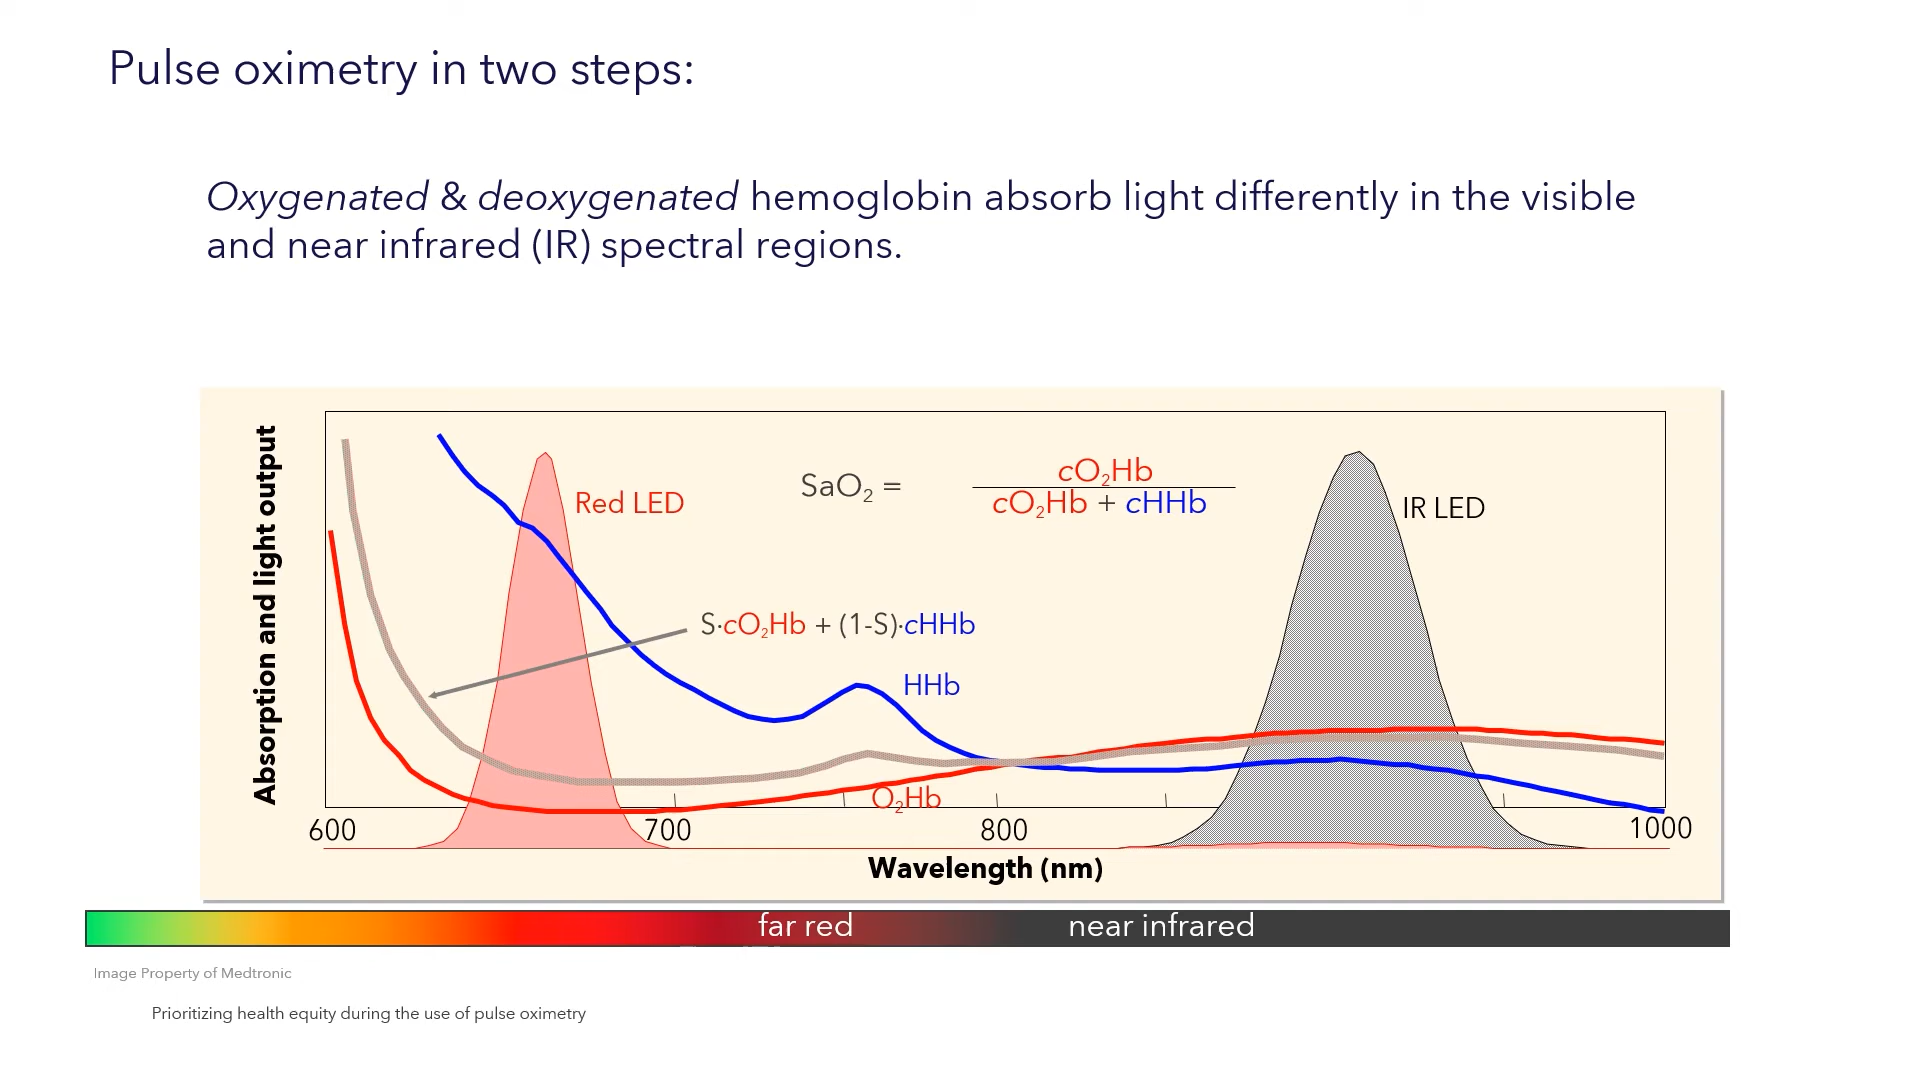 Pulse oximetry in two steps:
Oxygenated & deoxygenated hemoglobin absorb light differently in the visible
and near infrared (IR) spectral regions.
Absorption and light output
Red LED
SaO₂ =
cO₂Hb
cO₂Hb + cHHb
IR LED
S·cO₂Hb + (1-S)·cHHb
HHb
O₂Hb
600
700
800
1000
Wavelength (nm)
far red
near infrared
Image Property of Medtronic
Prioritizing health equity during the use of pulse oximetry